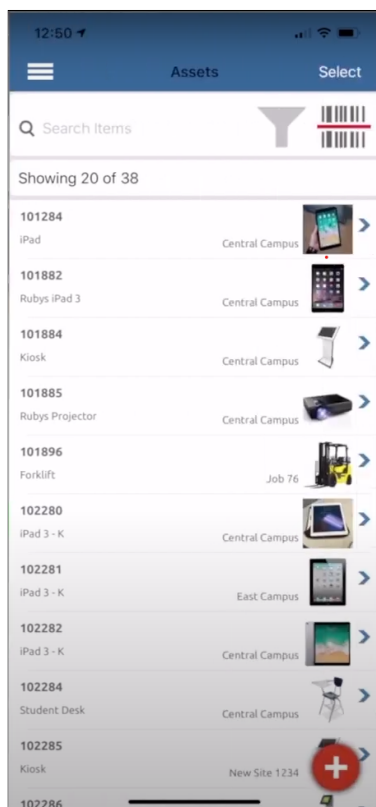 12:50
Assets
Select
Search Items
Showing 20 of 38
101284
iPad
Central Campus
101882
Rubys iPad 3
Central Campus
101884
Kiosk
Central Campus
101885
Rubys Projector
Central Campus
101896
Forklift
Job 76
102280
iPad 3 - K
Central Campus
102281
iPad 3 - K
East Campus
102282
iPad 3 - K
Central Campus
102284
Student Desk
Central Campus
102285
Kiosk
New Site 1234
102286